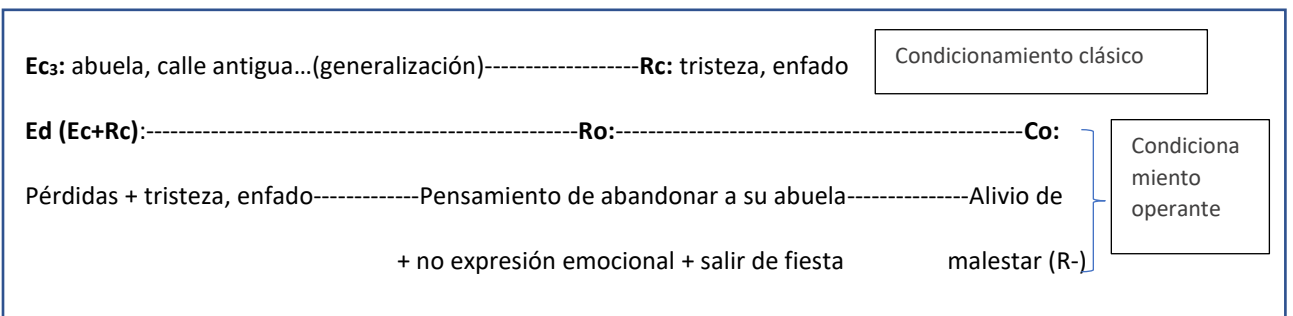 Ec₃: abuela, calle antigua…(generalización)-------------------Rc: tristeza, enfado
Condicionamiento clásico
Ed (Ec+Rc):-----------------------------------------------------Ro:--------------------------------------------------Co:
Pérdidas + tristeza, enfado-------------Pensamiento de abandonar a su abuela---------------Alivio de
+ no expresión emocional + salir de fiesta malestar (R-)
Condiciona
miento
operante